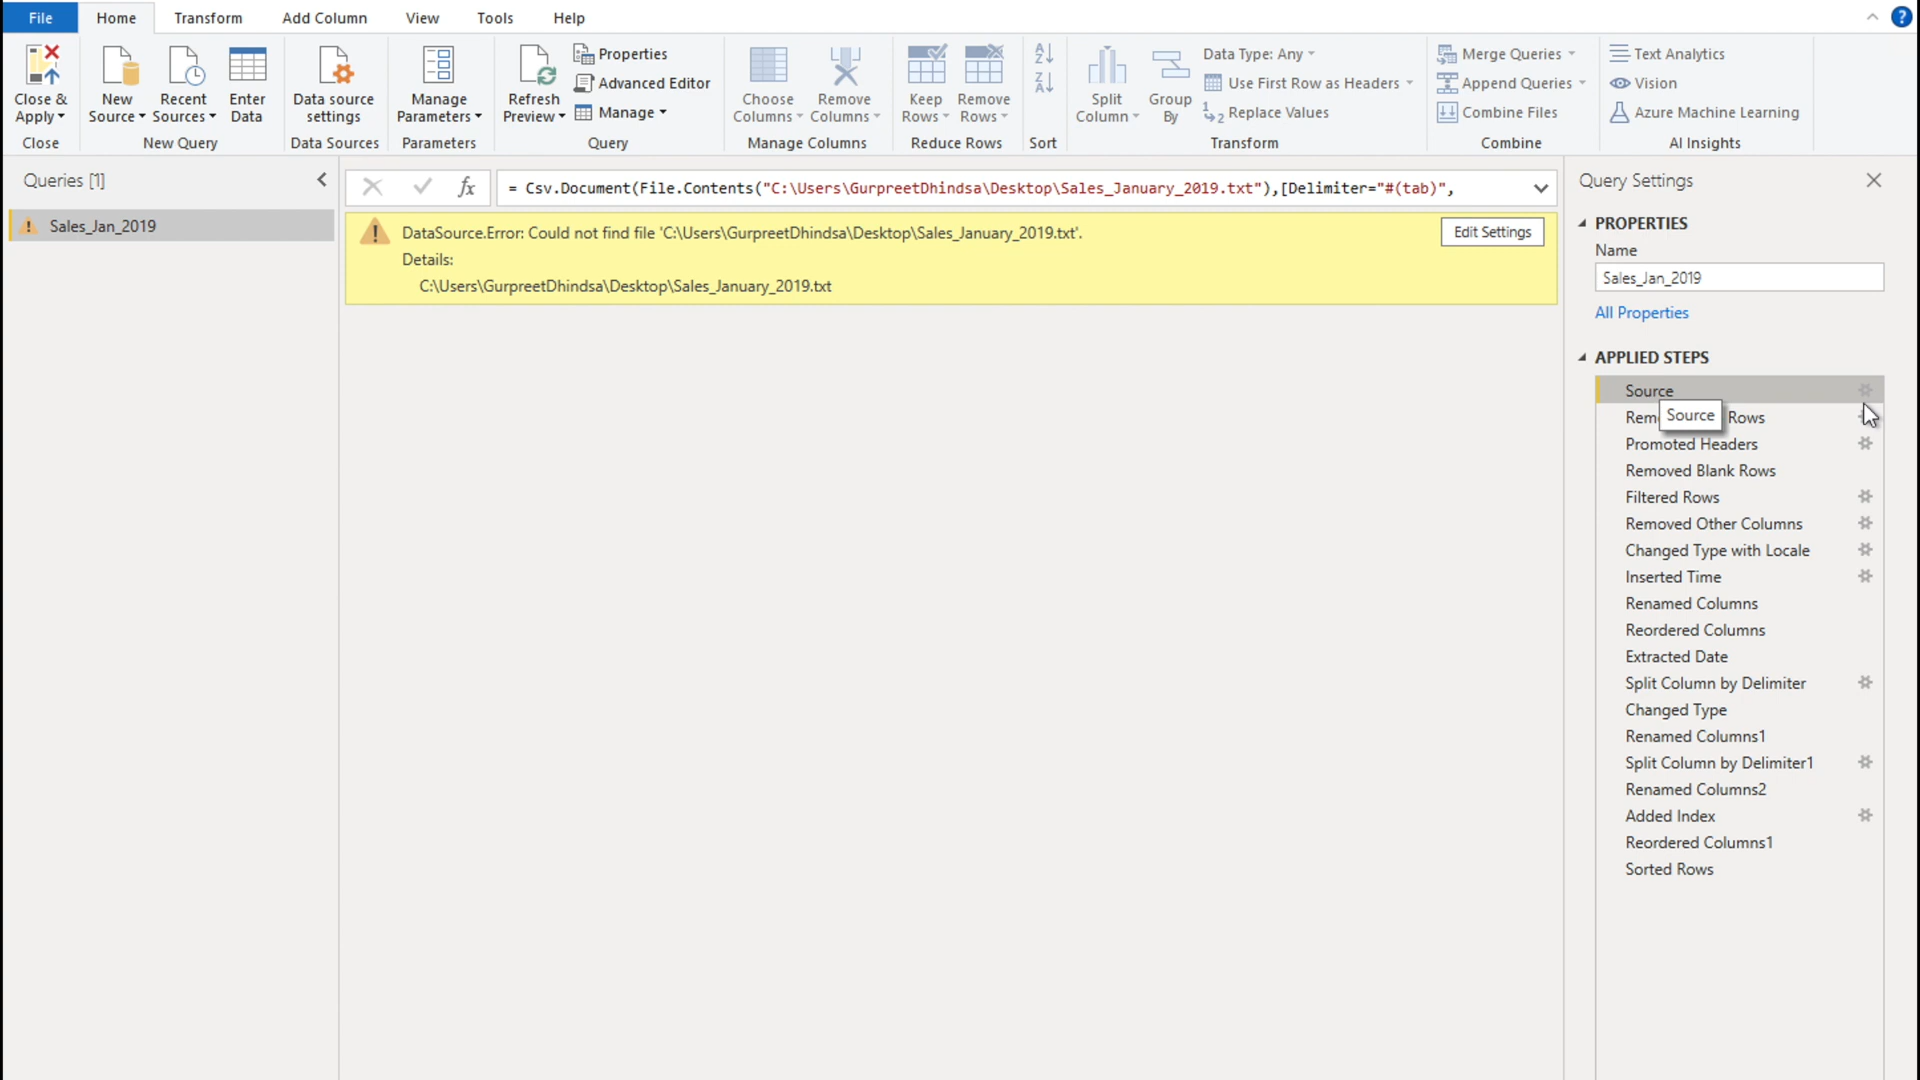 File Home Transform Add Column View Tools Help
Close & Apply
Close
New Source
Recent Sources
Enter Data
New Query
Data source settings
Data Sources
Manage Parameters
Parameters
Refresh Preview
Properties
Advanced Editor
Manage
Query
Choose Columns
Remove Columns
Manage Columns
Keep Rows
Remove Rows
Reduce Rows
Sort
Split Column
Group By
Data Type: Any
Use First Row as Headers
Replace Values
Transform
Merge Queries
Append Queries
Combine Files
Combine
Text Analytics
Vision
Azure Machine Learning
AI Insights
Queries [1]
Sales_Jan_2019
fx
= Csv.Document(File.Contents("C:\Users\GurpreetDhindsa\Desktop\Sales_January_2019.txt"),[Delimiter="#(tab)",
DataSource.Error: Could not find file 'C:\Users\GurpreetDhindsa\Desktop\Sales_January_2019.txt'.
Details:
C:\Users\GurpreetDhindsa\Desktop\Sales_January_2019.txt
Edit Settings
Query Settings
PROPERTIES
Name
Sales_Jan_2019
All Properties
APPLIED STEPS
Source
Source
Rows
Promoted Headers
Removed Blank Rows
Filtered Rows
Removed Other Columns
Changed Type with Locale
Inserted Time
Renamed Columns
Reordered Columns
Extracted Date
Split Column by Delimiter
Changed Type
Renamed Columns1
Split Column by Delimiter1
Renamed Columns2
Added Index
Reordered Columns1
Sorted Rows